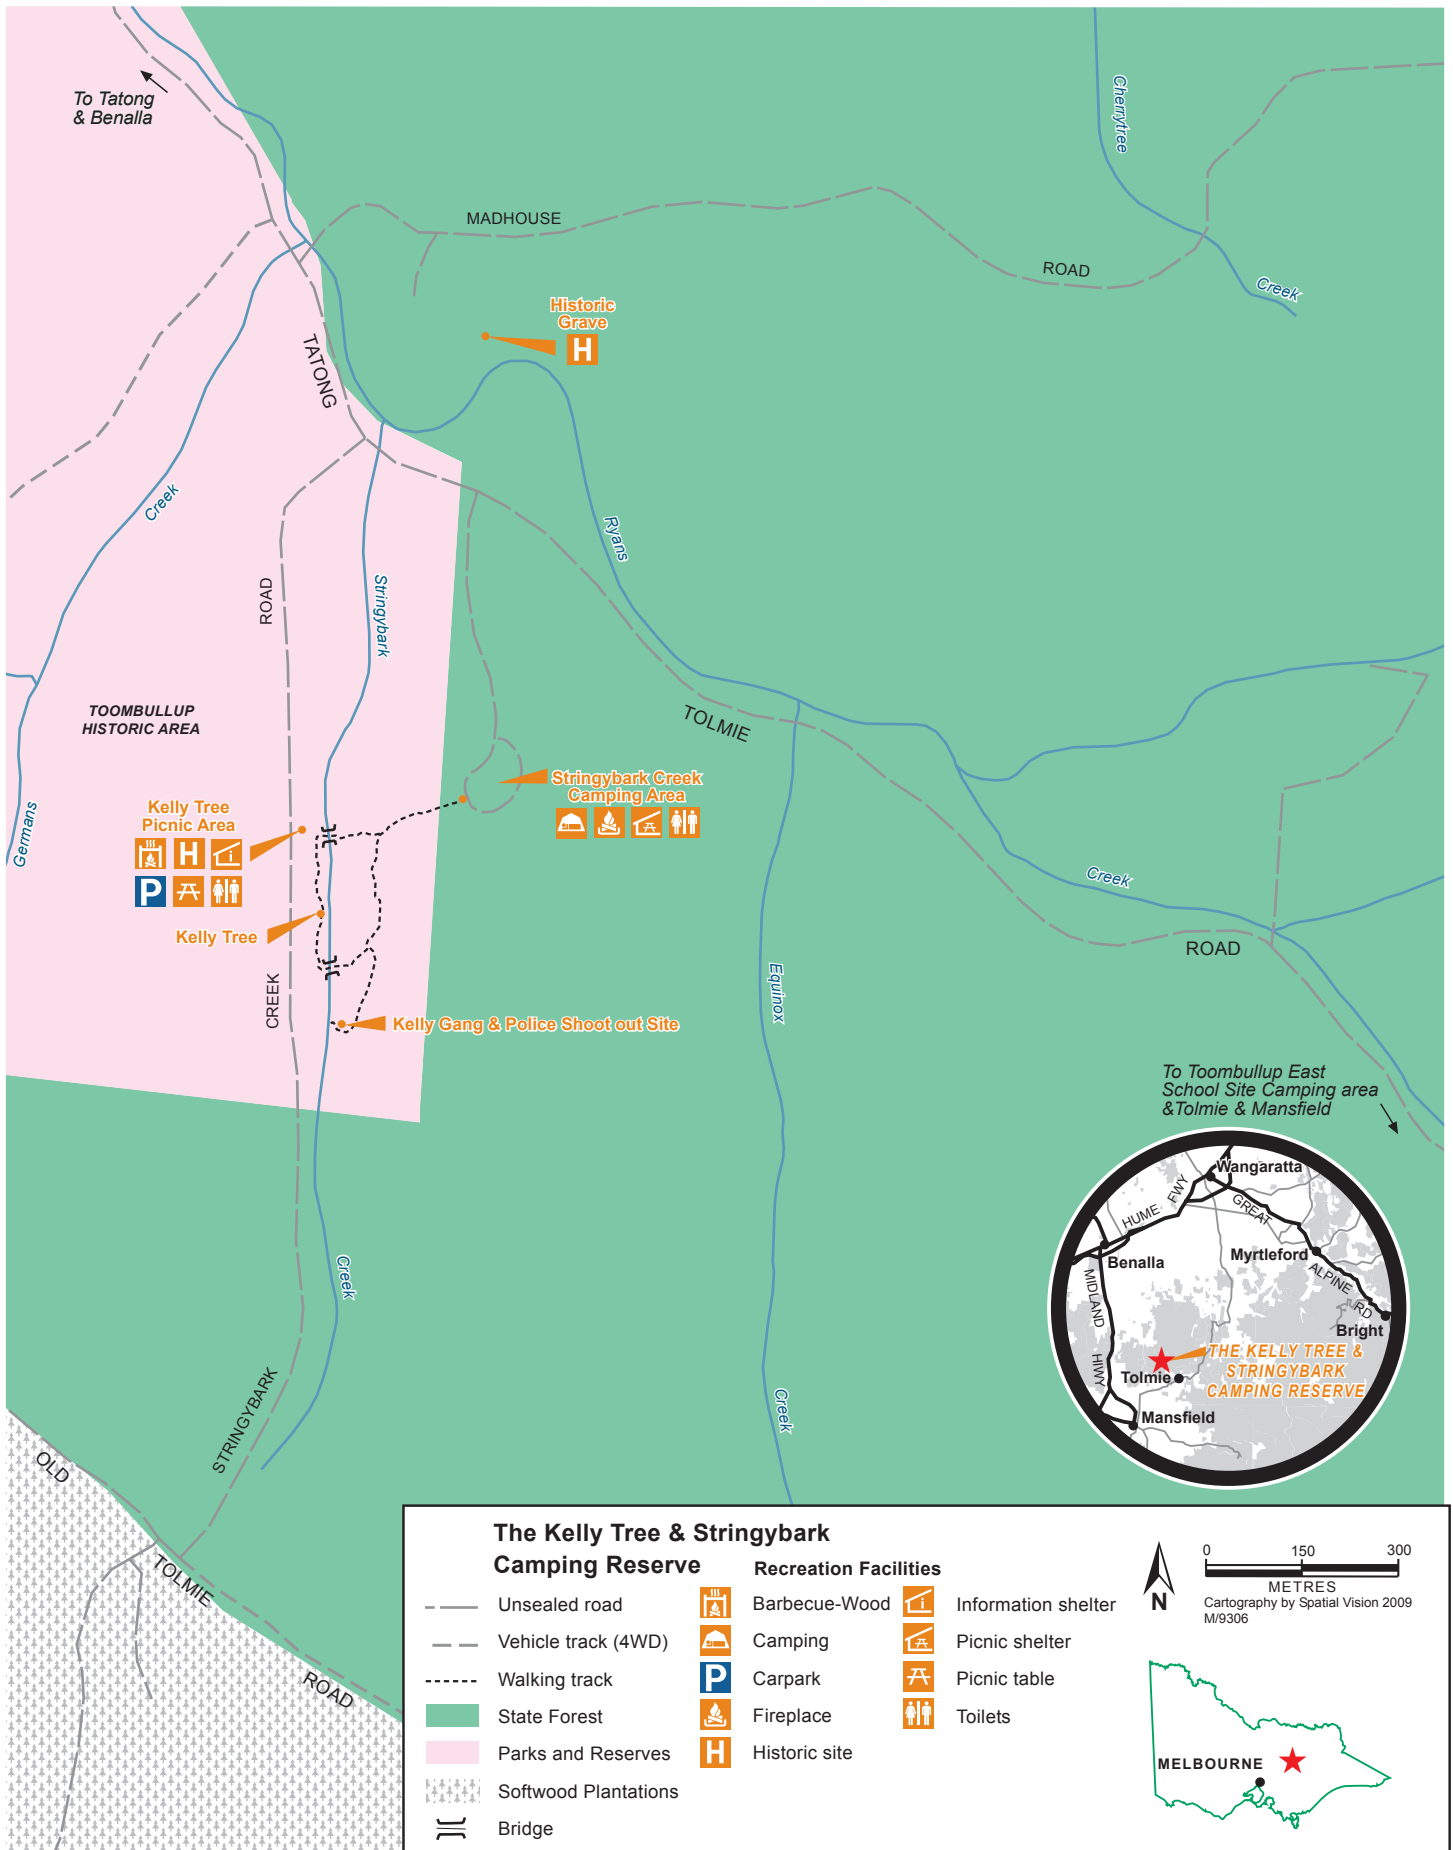 To Tatong
& Benalla
Cherrytree
Creek
MADHOUSE
ROAD
Historic
Grave
H
TATONG
Creek
Ryans
Stringybark
ROAD
TOOMBULLUP
HISTORIC AREA
TOLMIE
Stringybark Creek
Camping Area
Kelly Tree
Picnic Area
H
i
P
Germans
Kelly Tree
Creek
ROAD
CREEK
Equinox
Kelly Gang & Police Shoot out Site
To Toombullup East
School Site Camping area
&Tolmie & Mansfield
Wangaratta
HUME FWY
GREAT
Benalla
Myrtleford
ALPINE
RD
MIDLAND
HIWY
Bright
THE KELLY TREE &
STRINGYBARK
CAMPING RESERVE
Tolmie
Mansfield
Creek
STRINGYBARK
Creek
OLD
TOLMIE
ROAD
The Kelly Tree & Stringybark
Camping Reserve
Recreation Facilities
Unsealed road
Vehicle track (4WD)
Walking track
State Forest
Parks and Reserves
Softwood Plantations
Bridge
Barbecue-Wood
Camping
P
Carpark
Fireplace
H
Historic site
i
Information shelter
Picnic shelter
Picnic table
Toilets
N
0 150 300
METRES
Cartography by Spatial Vision 2009
M/9306
MELBOURNE